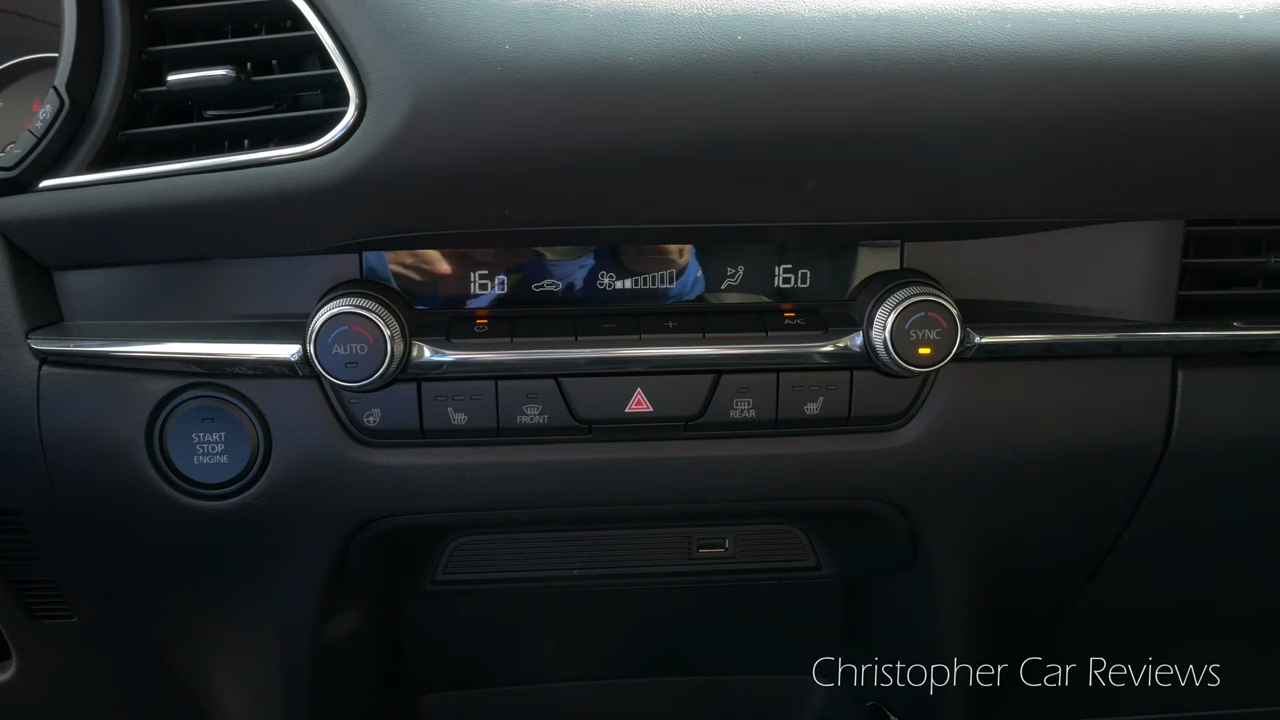 16.0
16.0
A/C
AUTO
SYNC
START
STOP
ENGINE
FRONT
REAR
Christopher Car Reviews